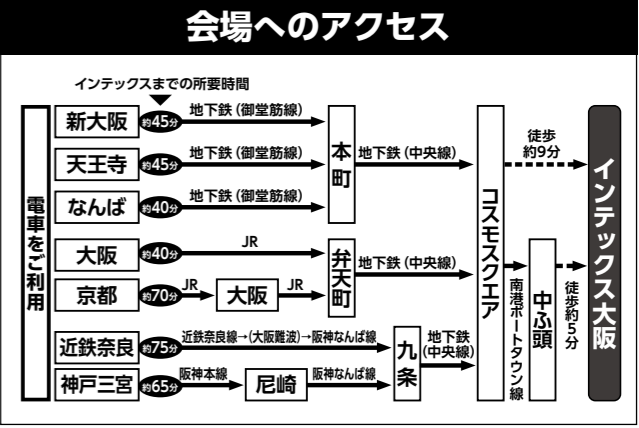 会場へのアクセス
インテックスまでの所要時間
電車をご利用
新大阪
約45分
地下鉄（御堂筋線）
天王寺
約45分
地下鉄（御堂筋線）
なんば
約40分
地下鉄（御堂筋線）
本町
地下鉄（中央線）
大阪
約40分
JR
京都
約70分
JR
大阪
JR
弁天町
地下鉄（中央線）
近鉄奈良
約75分
近鉄奈良線→(大阪難波)→阪神なんば線
神戸三宮
約65分
阪神本線
尼崎
阪神なんば線
九条
地下鉄
（中央線）
コスモスクエア
徒歩
約9分
南港ポートタウン線
中ふ頭
徒歩約5分
インテックス大阪